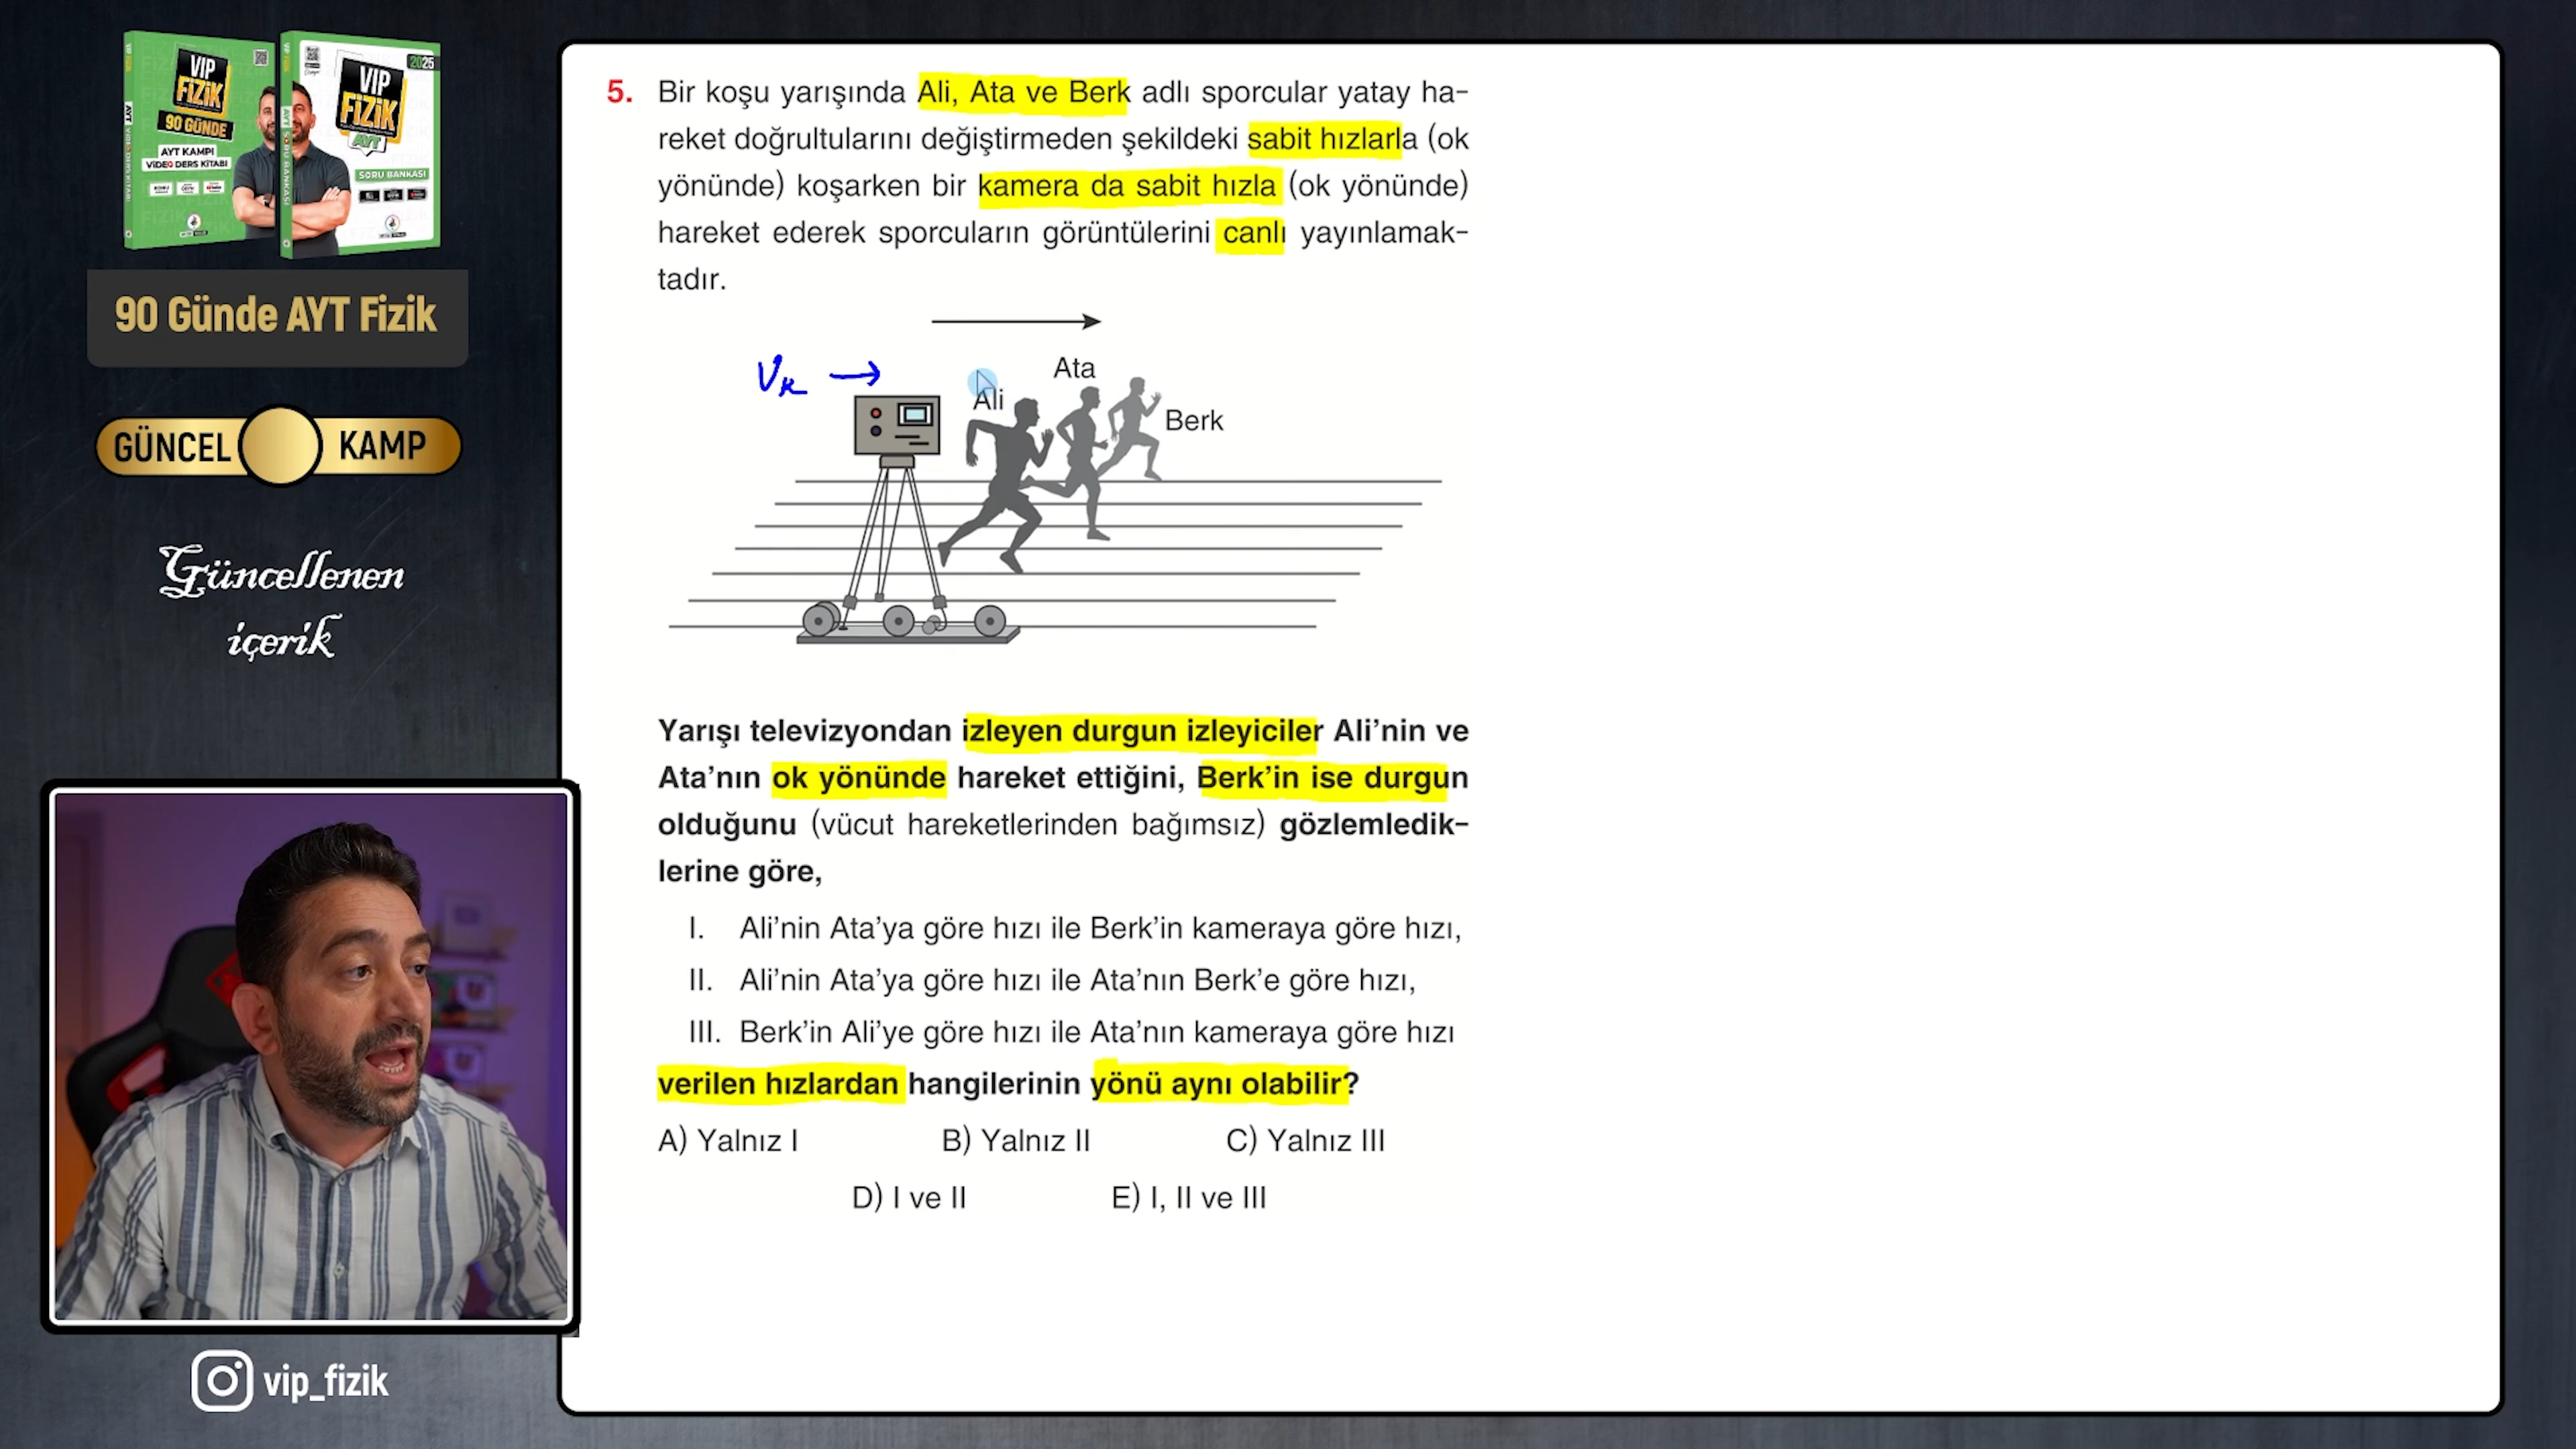 VIP
FİZİK
90 GÜNDE
AYT KAMPI
VİDEO DERS KİTABI
2025
VIP
FİZİK
AYT
SORU BANKASI
90 Günde AYT Fizik
GÜNCEL KAMP
Güncellenen
içerik
vip_fizik
5. Bir koşu yarışında Ali, Ata ve Berk adlı sporcular yatay ha-
reket doğrultularını değiştirmeden şekildeki sabit hızlarla (ok
yönünde) koşarken bir kamera da sabit hızla (ok yönünde)
hareket ederek sporcuların görüntülerini canlı yayınlamak-
tadır.
Vk →
Ali
Ata
Berk
Yarışı televizyondan izleyen durgun izleyiciler Ali'nin ve
Ata'nın ok yönünde hareket ettiğini, Berk'in ise durgun
olduğunu (vücut hareketlerinden bağımsız) gözlemledik-
lerine göre,
I. Ali'nin Ata'ya göre hızı ile Berk'in kameraya göre hızı,
II. Ali'nin Ata'ya göre hızı ile Ata'nın Berk'e göre hızı,
III. Berk'in Ali'ye göre hızı ile Ata'nın kameraya göre hızı
verilen hızlardan hangilerinin yönü aynı olabilir?
A) Yalnız I B) Yalnız II C) Yalnız III
D) I ve II E) I, II ve III